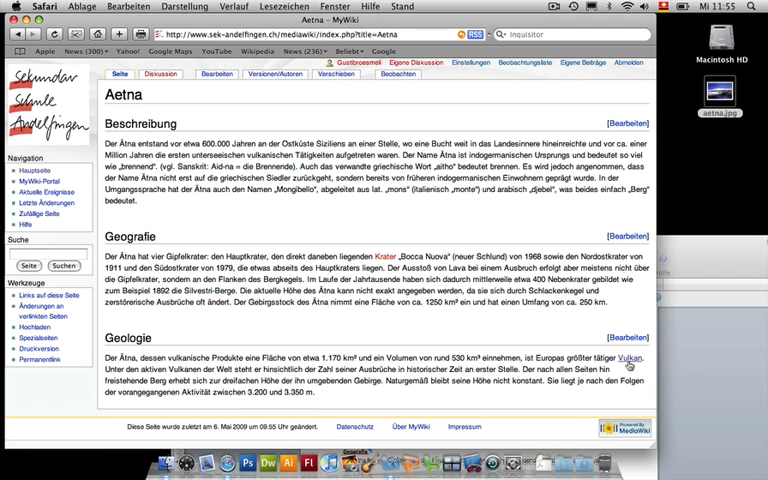 Safari Ablage Bearbeiten Darstellung Verlauf Lesezeichen Fenster Hilfe Mi 11:55
Aetna – MyWiki
http://www.sek-andelfingen.ch/mediawiki/index.php?title=Aetna
RSS
Inquisitor
Apple News (300) Yahoo! Google Maps YouTube Wikipedia News (236) Beliebt Google
Gustibroesmeli Eigene Diskussion Einstellungen Beobachtungsliste Eigene Beiträge Abmelden
Seite Diskussion Bearbeiten Versionen/Autoren Verschieben Beobachten
Sekundar
Schule
Andelfingen
Aetna
Beschreibung
[Bearbeiten]
Der Ätna entstand vor etwa 600.000 Jahren an der Ostküste Siziliens an einer Stelle, wo eine Bucht weit in das Landesinnere hineinreichte und vor ca. einer
Million Jahren die ersten unterseeischen vulkanischen Tätigkeiten aufgetreten waren. Der Name Ätna ist indogermanischen Ursprungs und bedeutet so viel
wie „brennend". (vgl. Sanskrit: Aid-na = die Brennende). Auch das verwandte griechische Wort „aitho" bedeutet brennen. Es wird jedoch angenommen, dass
der Name Ätna nicht erst auf die griechischen Siedler zurückgeht, sondern bereits von früheren indogermanischen Einwohnern geprägt wurde. In der
Umgangssprache hat der Ätna auch den Namen „Mongibello", abgeleitet aus lat. „mons" (italienisch „monte") und arabisch „djebel", was beides einfach „Berg"
bedeutet.
Geografie
[Bearbeiten]
Der Ätna hat vier Gipfelkrater: den Hauptkrater, den direkt daneben liegenden Krater „Bocca Nuova" (neuer Schlund) von 1968 sowie den Nordostkrater von
1911 und den Südostkrater von 1979, die etwas abseits des Hauptkraters liegen. Der Ausstoß von Lava bei einem Ausbruch erfolgt aber meistens nicht über
die Gipfelkrater, sondern an den Flanken des Bergkegels. Im Laufe der Jahrtausende haben sich dadurch mittlerweile etwa 400 Nebenkrater gebildet wie
zum Beispiel 1892 die Silvestri-Berge. Die aktuelle Höhe des Ätna kann nicht exakt angegeben werden, da sie sich durch Schlackenkegel und
zerstörerische Ausbrüche oft ändert. Der Gebirgsstock des Ätna nimmt eine Fläche von ca. 1250 km² ein und hat einen Umfang von ca. 250 km.
Geologie
[Bearbeiten]
Der Ätna, dessen vulkanische Produkte eine Fläche von etwa 1.170 km² und ein Volumen von rund 530 km³ einnehmen, ist Europas größter tätiger Vulkan.
Unter den aktiven Vulkanen der Welt steht er hinsichtlich der Zahl seiner Ausbrüche in historischer Zeit an erster Stelle. Der nach allen Seiten hin
freistehende Berg erhebt sich zur dreifachen Höhe der ihn umgebenden Gebirge. Naturgemäß bleibt seine Höhe nicht konstant. Sie liegt je nach den Folgen
der vorangegangenen Aktivität zwischen 3.200 und 3.350 m.
Navigation
Hauptseite
MyWiki-Portal
Aktuelle Ereignisse
Letzte Änderungen
Zufällige Seite
Hilfe
Suche
Seite Suchen
Werkzeuge
Links auf diese Seite
Änderungen an
verlinkten Seiten
Hochladen
Spezialseiten
Druckversion
Permanentlink
Diese Seite wurde zuletzt am 6. Mai 2009 um 09:55 Uhr geändert. Datenschutz Über MyWiki Impressum
Powered By
MediaWiki
Macintosh HD
aetna.jpg
Hilfe
Geografie
Ps Dw Ai Fl